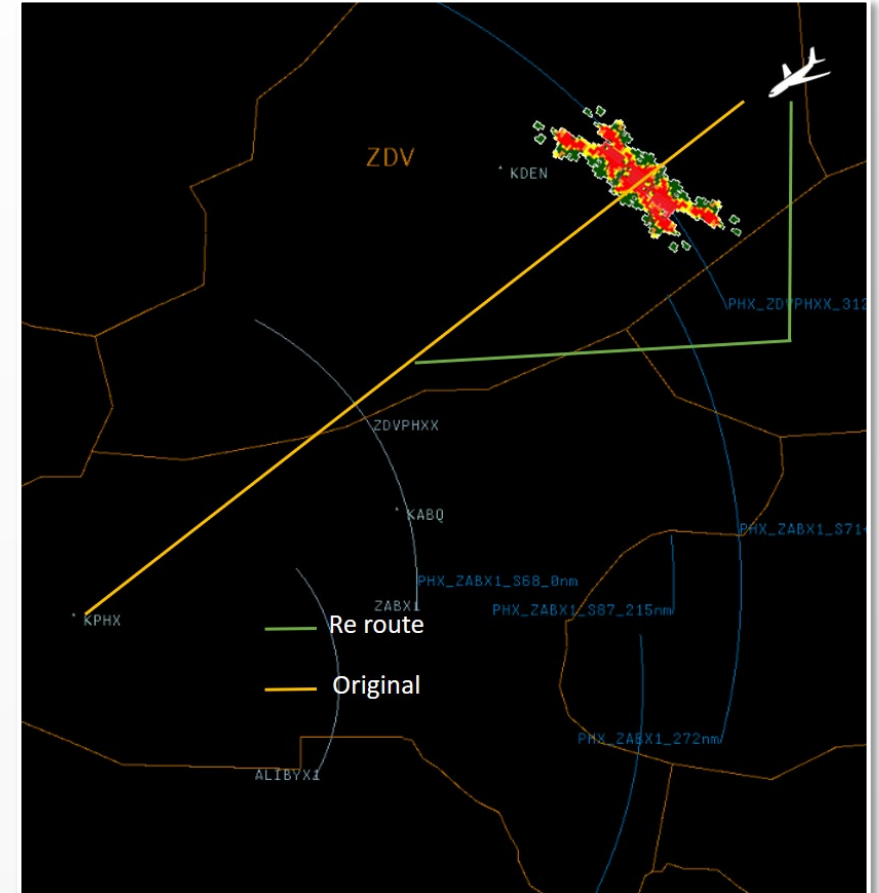 ZDV
KDEN
PHX_ZDVPHXX_312
ZDVPHXX
KABQ
PHX_ZABX1_S71
PHX_ZABX1_S68_0nm
ZABX1
PHX_ZABX1_S87_215nm
KPHX
Re route
Original
PHX_ZABX1_272nm
ALIBYX1